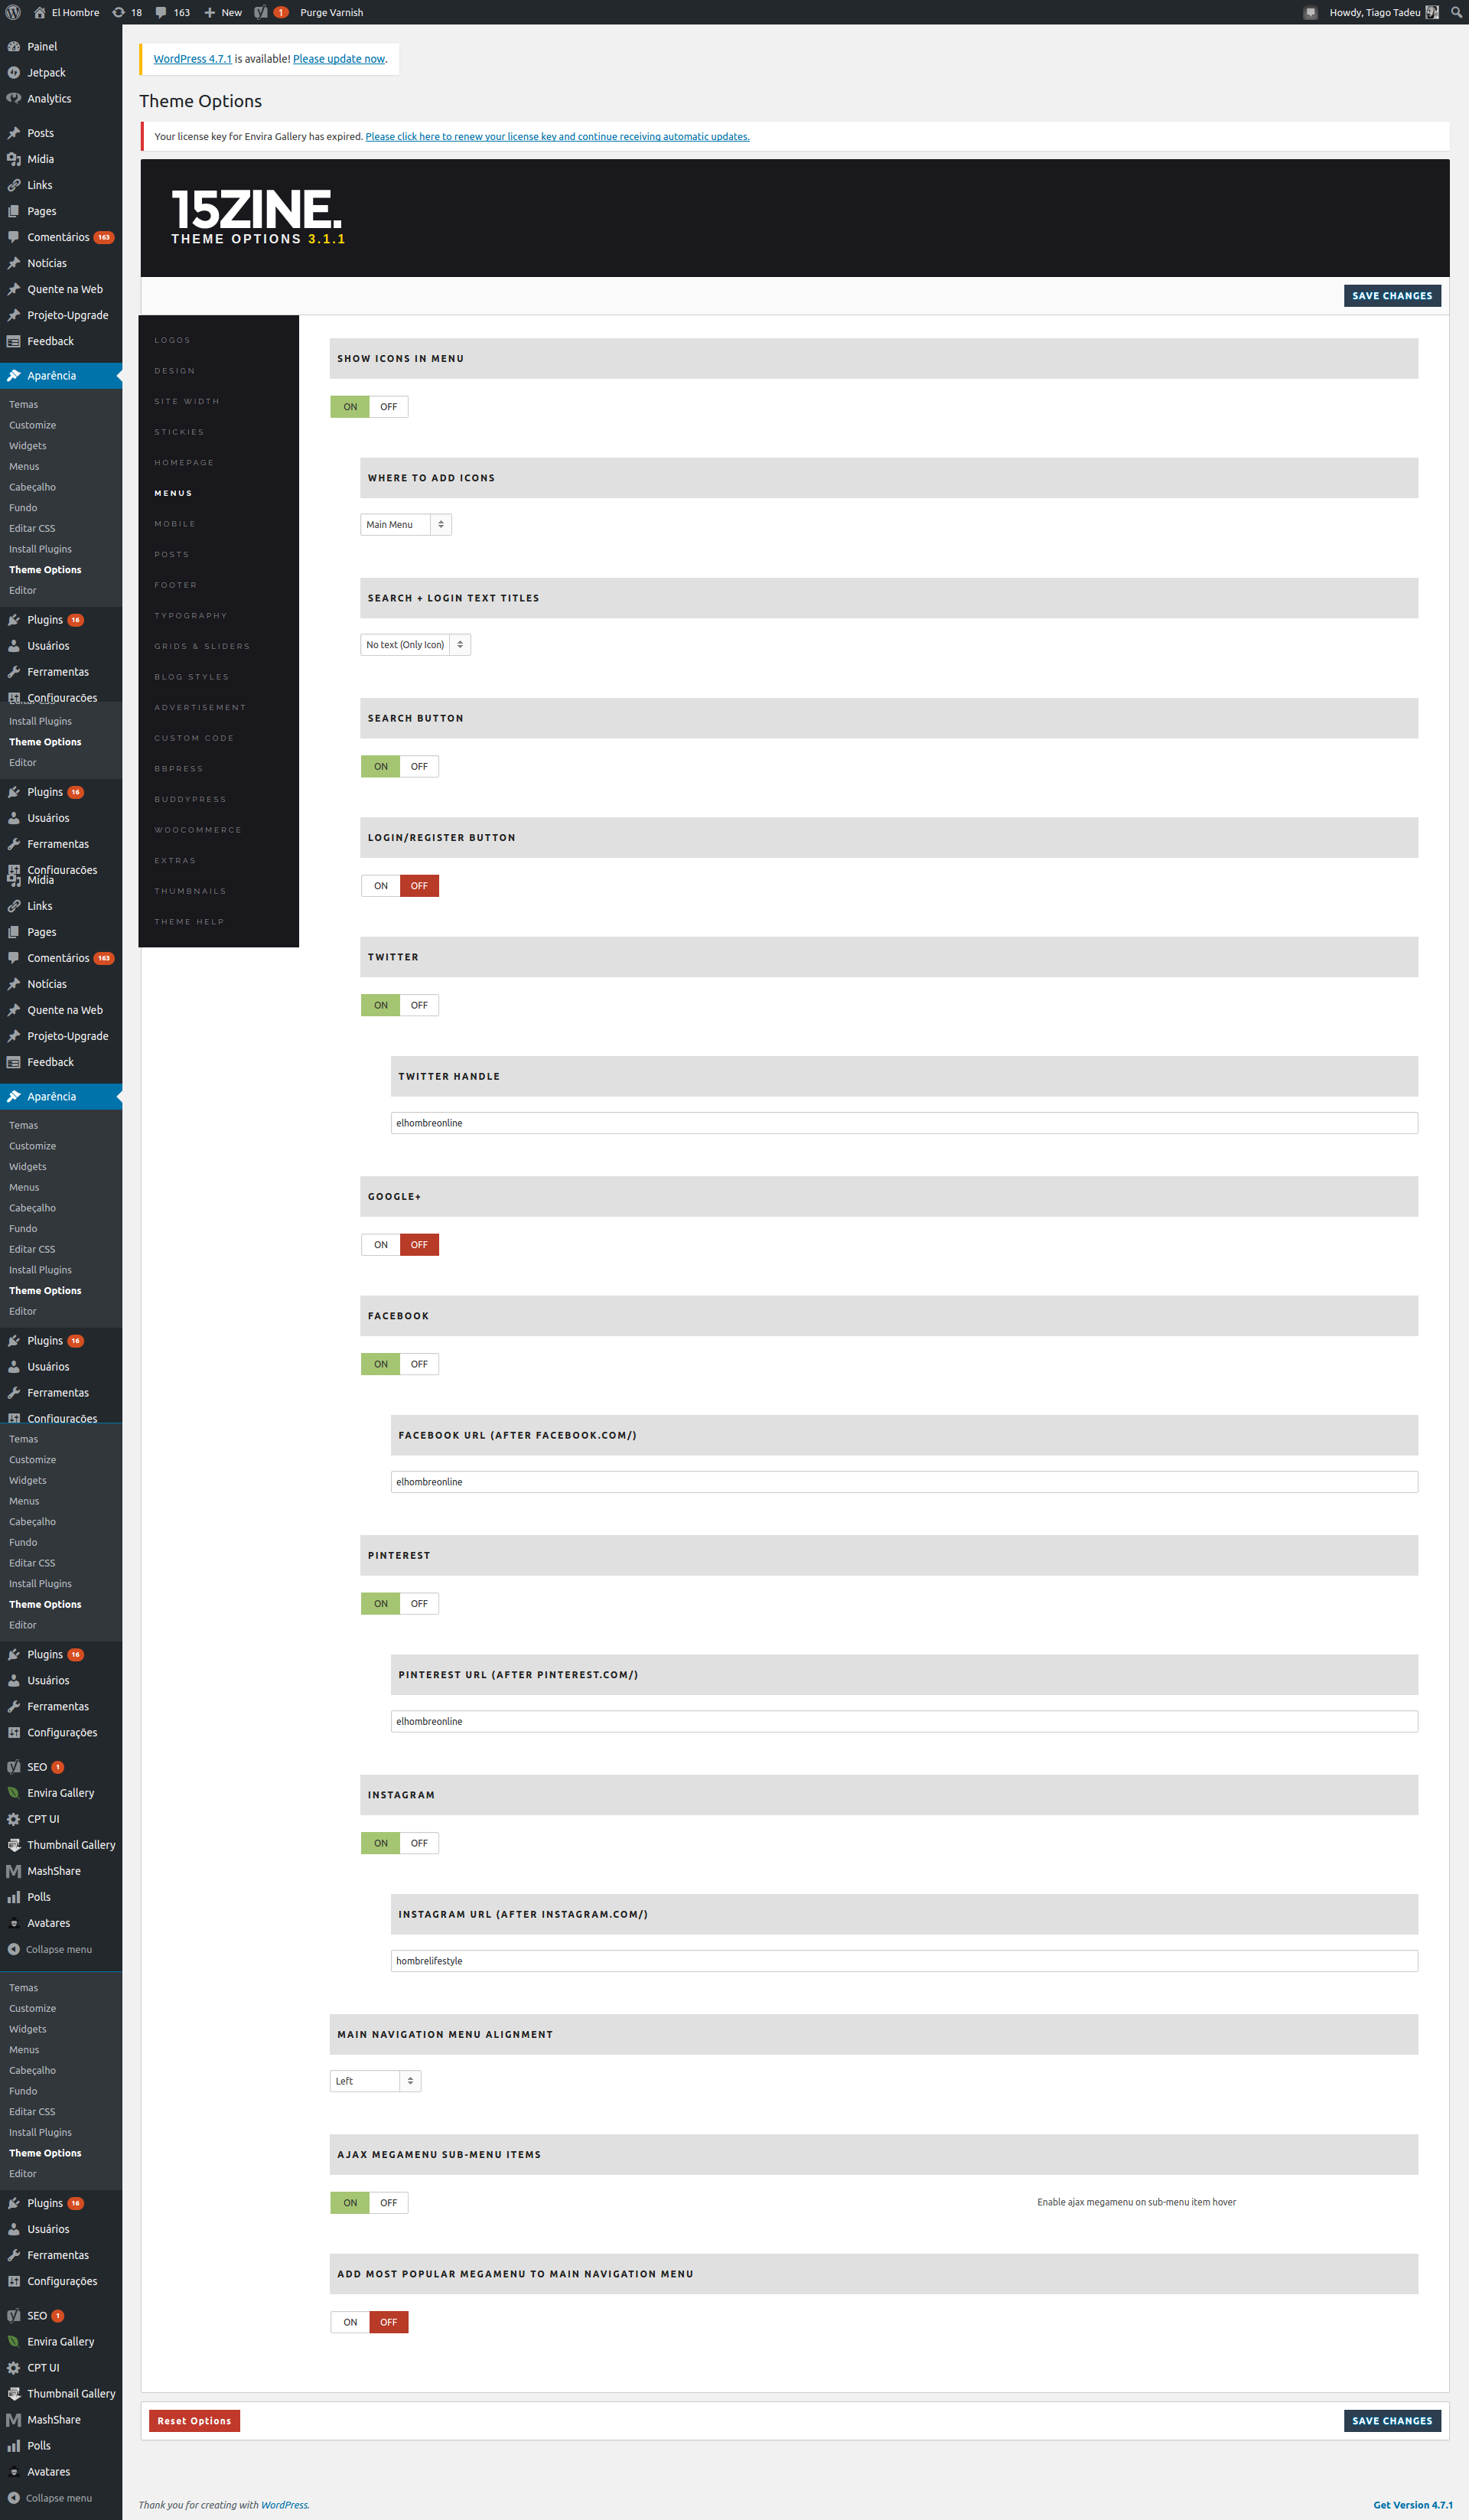 El Hombre 18 163 New 1 Purge Varnish Howdy, Tiago Tadeu
Painel
Jetpack
Analytics
Posts
Mídia
Links
Pages
Comentários 163
Notícias
Quente na Web
Projeto-Upgrade
Feedback
Aparência
Temas
Customize
Widgets
Menus
Cabeçalho
Fundo
Editar CSS
Install Plugins
Theme Options
Editor
Plugins 16
Usuários
Ferramentas
Configurações
Install Plugins
Theme Options
Editor
Plugins 16
Usuários
Ferramentas
Configurações
Mídia
Links
Pages
Comentários 163
Notícias
Quente na Web
Projeto-Upgrade
Feedback
Aparência
Temas
Customize
Widgets
Menus
Cabeçalho
Fundo
Editar CSS
Install Plugins
Theme Options
Editor
Plugins 16
Usuários
Ferramentas
Configurações
Temas
Customize
Widgets
Menus
Cabeçalho
Fundo
Editar CSS
Install Plugins
Theme Options
Editor
Plugins 16
Usuários
Ferramentas
Configurações
SEO 1
Envira Gallery
CPT UI
Thumbnail Gallery
MashShare
Polls
Avatares
Collapse menu
Temas
Customize
Widgets
Menus
Cabeçalho
Fundo
Editar CSS
Install Plugins
Theme Options
Editor
Plugins 16
Usuários
Ferramentas
Configurações
SEO 1
Envira Gallery
CPT UI
Thumbnail Gallery
MashShare
Polls
Avatares
Collapse menu
WordPress 4.7.1 is available! Please update now.
Theme Options
Your license key for Envira Gallery has expired. Please click here to renew your license key and continue receiving automatic updates.
15ZINE.
THEME OPTIONS 3.1.1
SAVE CHANGES
LOGOS
DESIGN
SITE WIDTH
STICKIES
HOMEPAGE
MENUS
MOBILE
POSTS
FOOTER
TYPOGRAPHY
GRIDS & SLIDERS
BLOG STYLES
ADVERTISEMENT
CUSTOM CODE
BBPRESS
BUDDYPRESS
WOOCOMMERCE
EXTRAS
THUMBNAILS
THEME HELP
SHOW ICONS IN MENU
ON OFF
WHERE TO ADD ICONS
Main Menu
SEARCH + LOGIN TEXT TITLES
No text (Only Icon)
SEARCH BUTTON
ON OFF
LOGIN/REGISTER BUTTON
ON OFF
TWITTER
ON OFF
TWITTER HANDLE
elhombreonline
GOOGLE+
ON OFF
FACEBOOK
ON OFF
FACEBOOK URL (AFTER FACEBOOK.COM/)
elhombreonline
PINTEREST
ON OFF
PINTEREST URL (AFTER PINTEREST.COM/)
elhombreonline
INSTAGRAM
ON OFF
INSTAGRAM URL (AFTER INSTAGRAM.COM/)
hombrelifestyle
MAIN NAVIGATION MENU ALIGNMENT
Left
AJAX MEGAMENU SUB-MENU ITEMS
ON OFF Enable ajax megamenu on sub-menu item hover
ADD MOST POPULAR MEGAMENU TO MAIN NAVIGATION MENU
ON OFF
Reset Options SAVE CHANGES
Thank you for creating with WordPress. Get Version 4.7.1